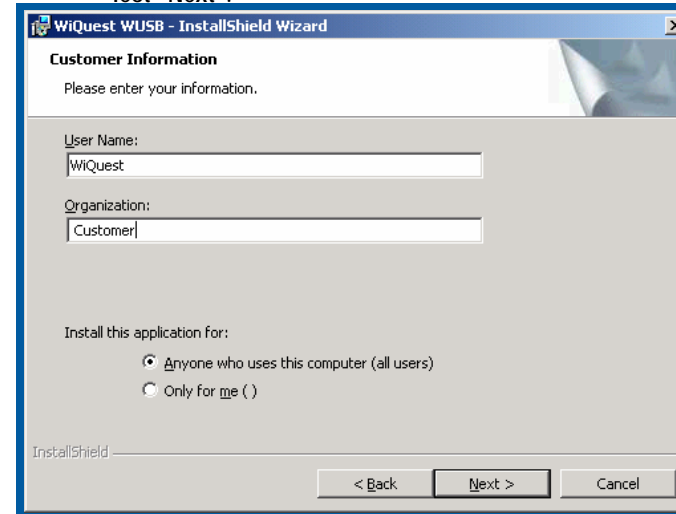 WiQuest WUSB - InstallShield Wizard
Customer Information
Please enter your information.
User Name:
WiQuest
Organization:
Customer
Install this application for:
Anyone who uses this computer (all users)
Only for me ( )
InstallShield
< Back Next > Cancel